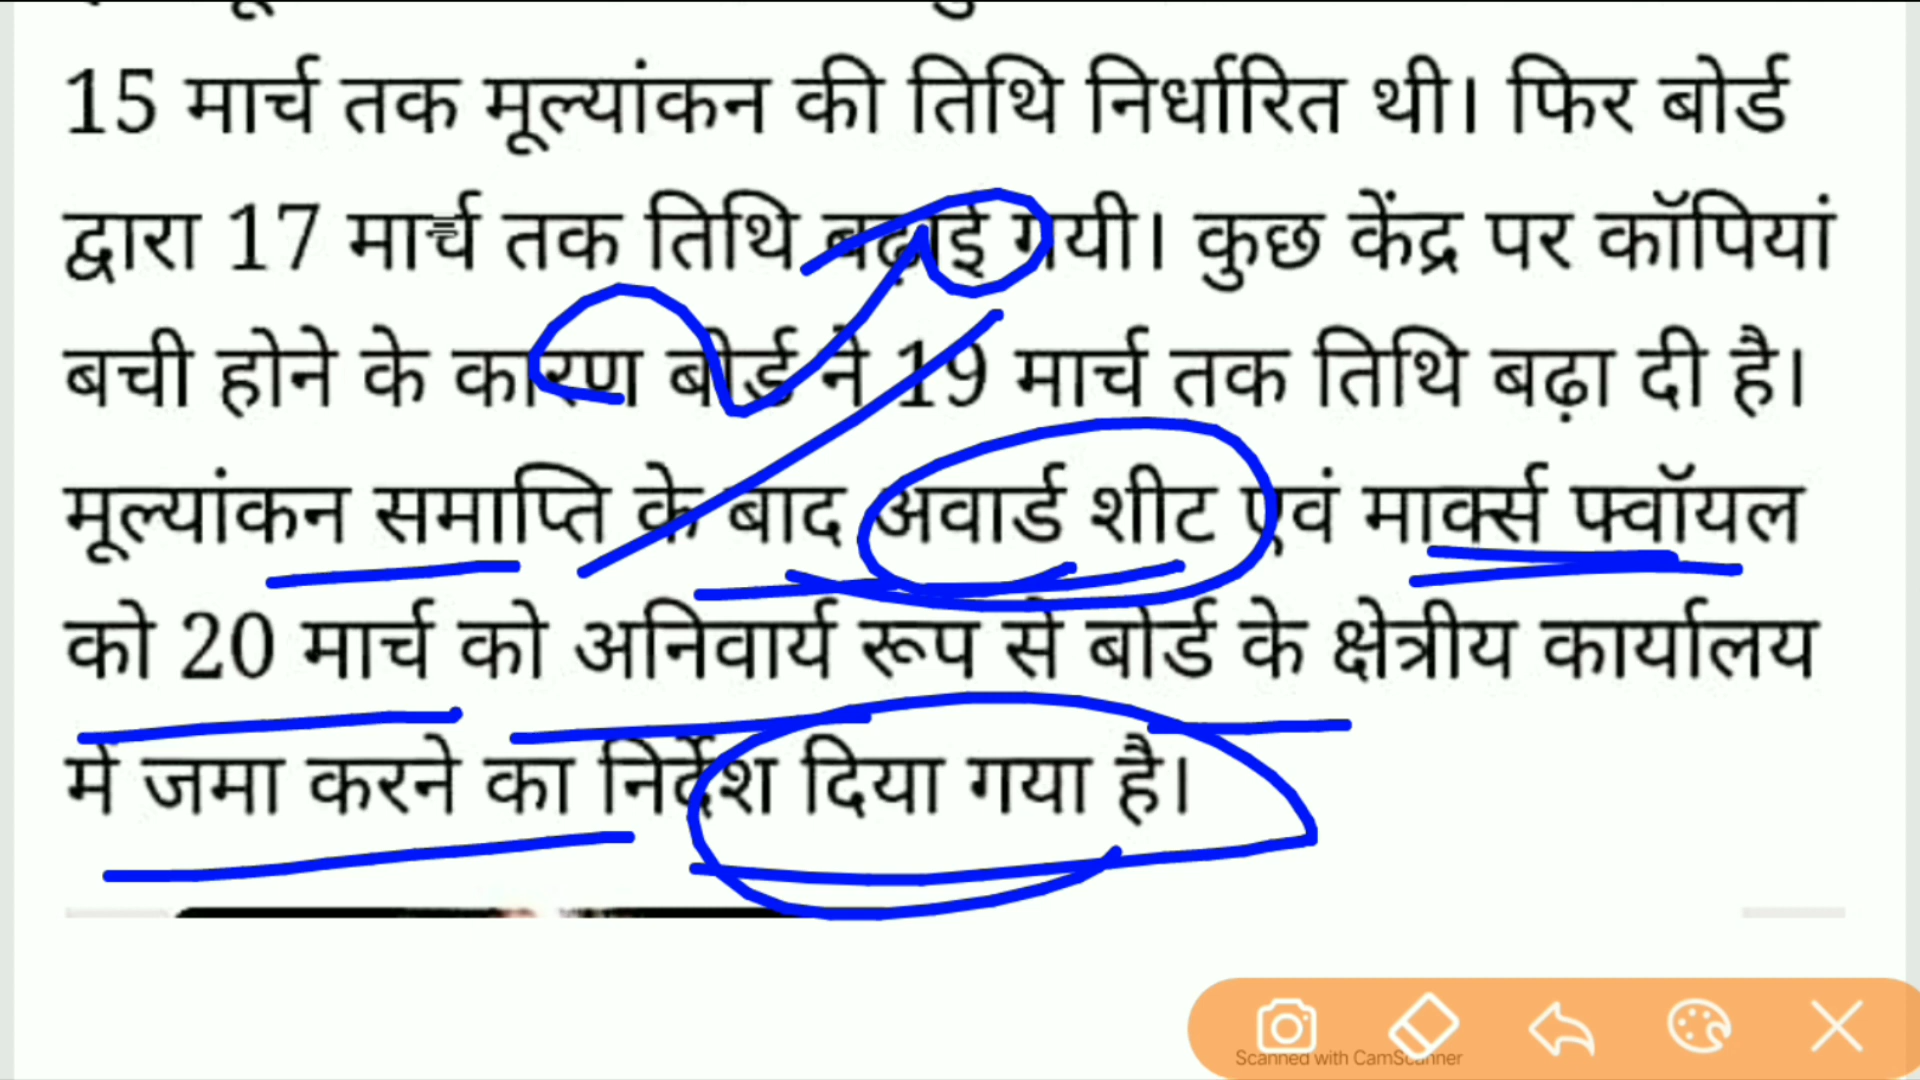 15 मार्च तक मूल्यांकन की तिथि निर्धारित थी। फिर बोर्ड
द्वारा 17 मार्च तक तिथि बढ़ाई गयी। कुछ केंद्र पर कॉपियां
बची होने के कारण बोर्ड ने 19 मार्च तक तिथि बढ़ा दी है।
मूल्यांकन समाप्ति के बाद अवार्ड शीट एवं मार्क्स फ्वॉयल
को 20 मार्च को अनिवार्य रूप से बोर्ड के क्षेत्रीय कार्यालय
में जमा करने का निर्देश दिया गया है।
Scanned with CamScanner